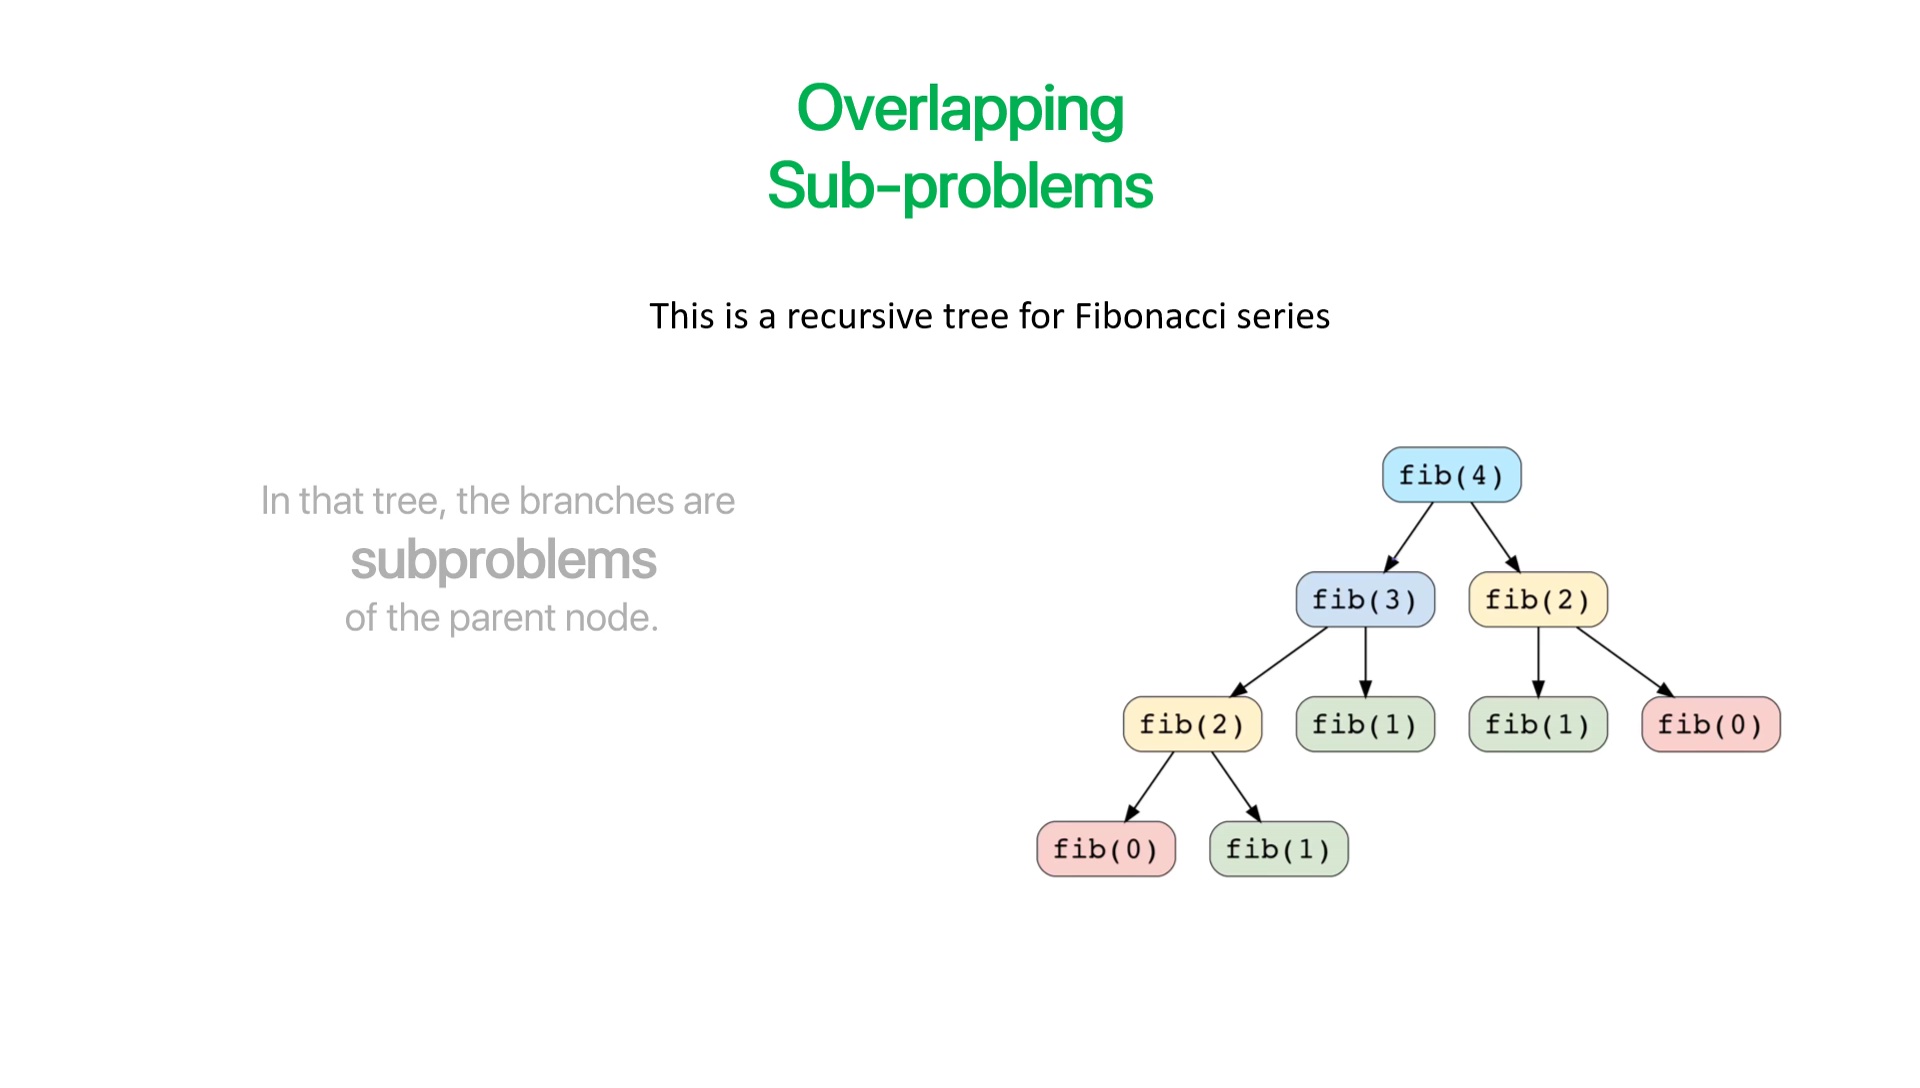 Overlapping
Sub-problems
This is a recursive tree for Fibonacci series
In that tree, the branches are
subproblems
of the parent node.
fib(4)
fib(3) fib(2)
fib(2) fib(1) fib(1) fib(0)
fib(0) fib(1)